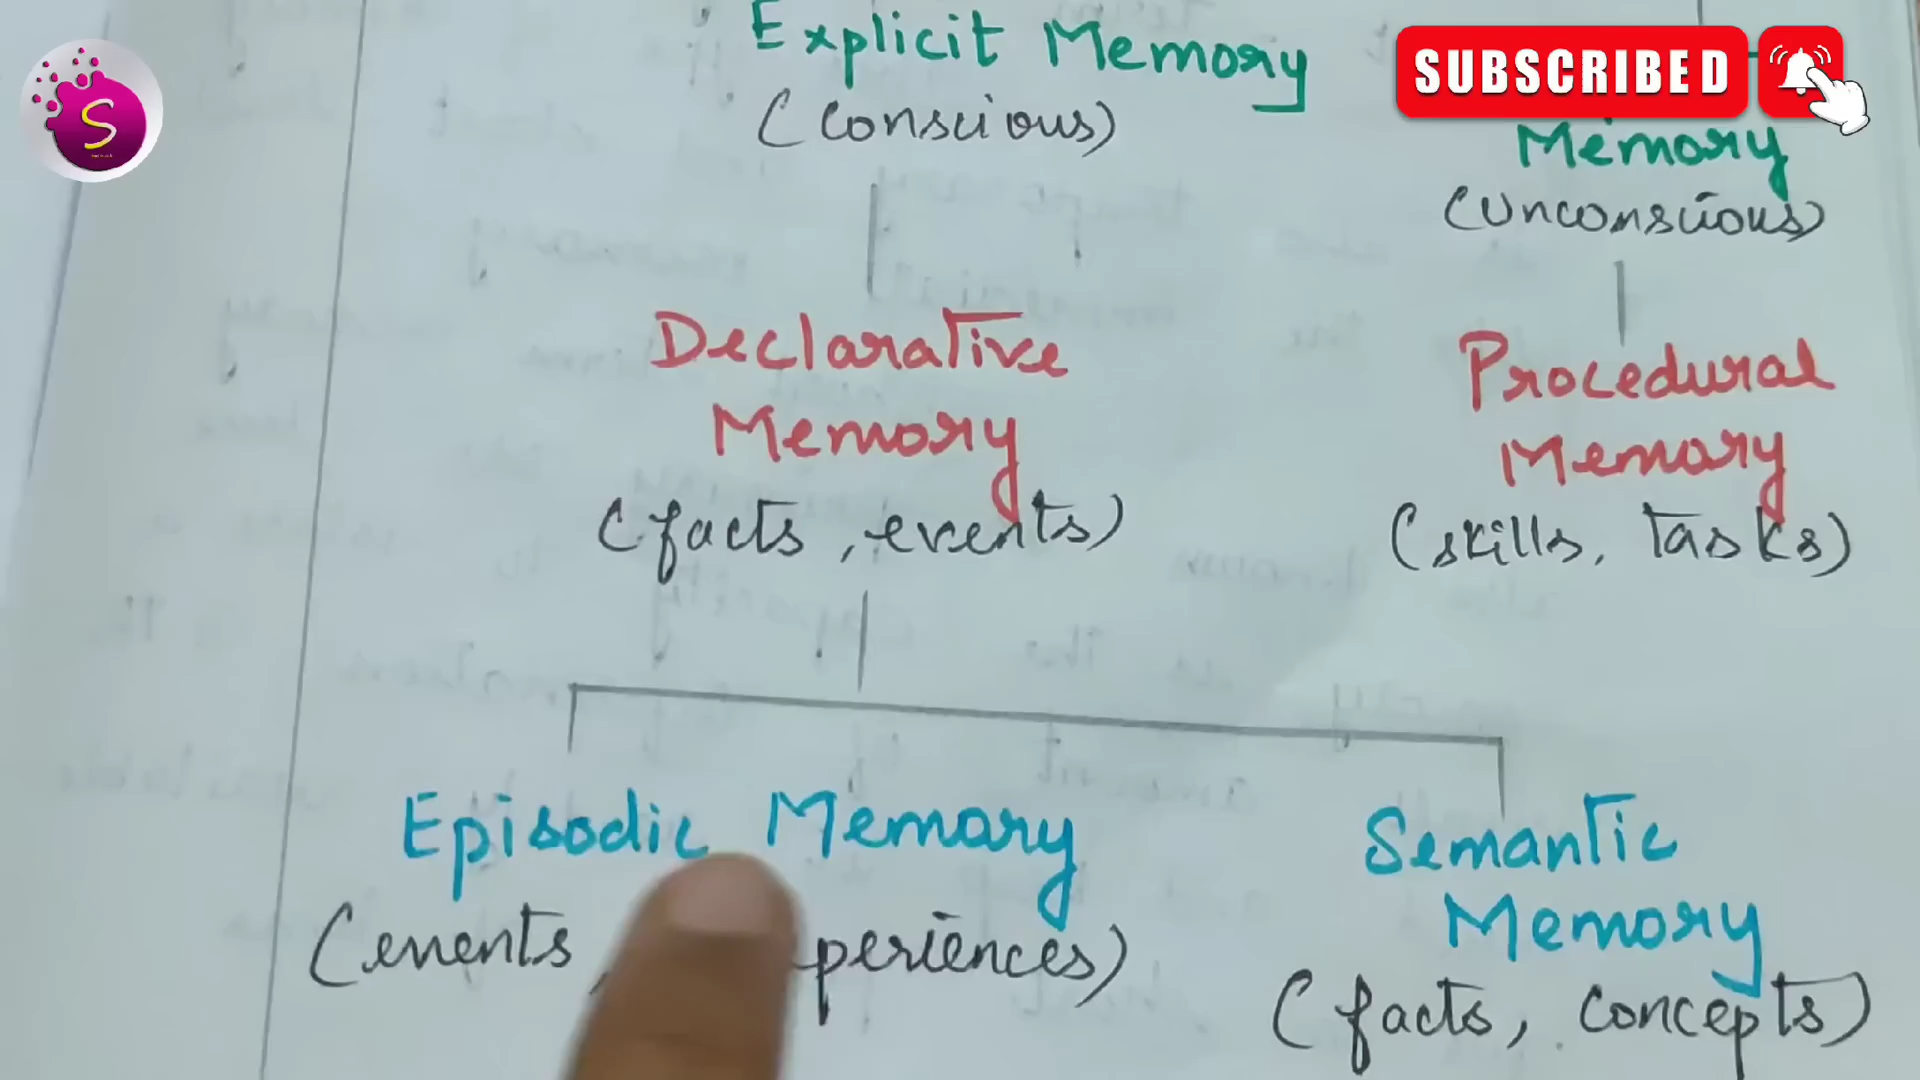 Explicit Memory
(Conscious)
SUBSCRIBED
S
Memory
(Unconscious)
Declarative
Memory
(facts, events)
Procedural
Memory
(skills, tasks)
Episodic Memory
(events, periences)
Semantic
Memory
(facts, concepts)